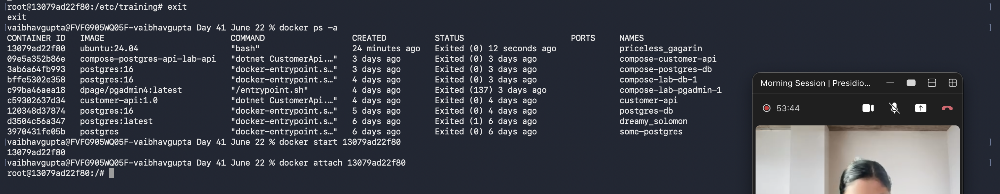 [root@13079ad22f80:/etc/training# exit ]
exit
[vaibhavgupta@FVFG905WQ05F-vaibhavgupta Day 41 June 22 % docker ps -a ]
CONTAINER ID   IMAGE                         COMMAND                  CREATED          STATUS                      PORTS     NAMES
13079ad22f80   ubuntu:24.04                  "bash"                   24 minutes ago   Exited (0) 12 seconds ago             priceless_gagarin
09e5a352b86e   compose-postgres-api-lab-api   "dotnet CustomerApi.…"   3 days ago       Exited (0) 3 days ago                 compose-customer-api
3ab6a64fb993   postgres:16                   "docker-entrypoint.s…"   3 days ago       Exited (0) 3 days ago                 compose-postgres-db
bffe5302e358   postgres:16                   "docker-entrypoint.s…"   4 days ago       Exited (0) 3 days ago                 compose-lab-db-1
c99ba46aea18   dpage/pgadmin4:latest         "/entrypoint.sh"         4 days ago       Exited (137) 3 days ago               compose-lab-pgadmin-1
c59302637d34   customer-api:1.0              "dotnet CustomerApi.…"   4 days ago       Exited (0) 4 days ago                 customer-api
120348d37874   postgres:16                   "docker-entrypoint.s…"   5 days ago       Exited (0) 4 days ago                 postgres-db
d3504c56a347   postgres:latest               "docker-entrypoint.s…"   6 days ago       Exited (1) 6 days ago                 dreamy_solomon
3970431fe05b   postgres                      "docker-entrypoint.s…"   6 days ago       Exited (0) 6 days ago                 some-postgres
[vaibhavgupta@FVFG905WQ05F-vaibhavgupta Day 41 June 22 % docker start 13079ad22f80 ]
13079ad22f80
[vaibhavgupta@FVFG905WQ05F-vaibhavgupta Day 41 June 22 % docker attach 13079ad22f80 ]
root@13079ad22f80:/#
Morning Session | Presidio...
53:44